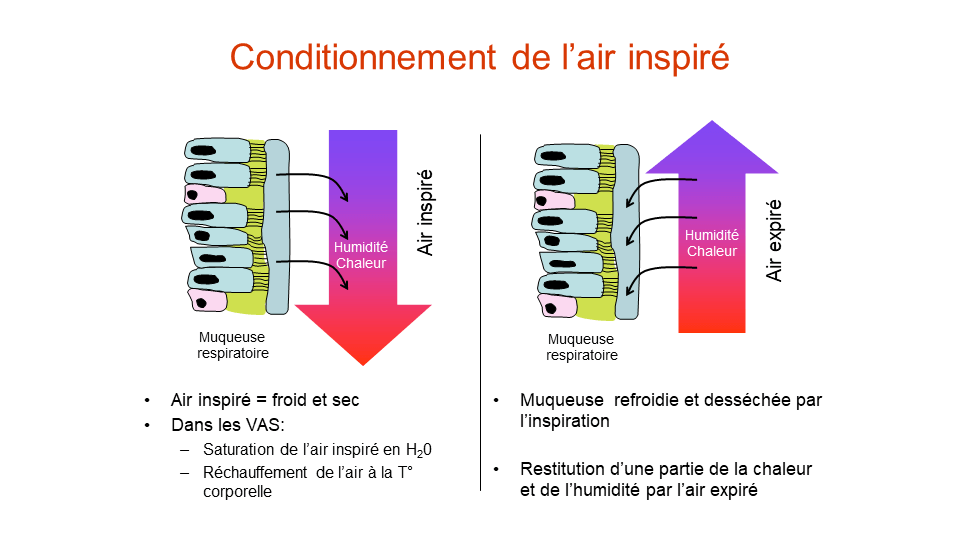 Conditionnement de l’air inspiré
Humidité
Chaleur
Air inspiré
Muqueuse
respiratoire
• Air inspiré = froid et sec
• Dans les VAS:
– Saturation de l’air inspiré en H₂0
– Réchauffement de l’air à la T°
corporelle
Humidité
Chaleur
Air expiré
Muqueuse
respiratoire
• Muqueuse refroidie et desséchée par
l’inspiration
• Restitution d’une partie de la chaleur
et de l’humidité par l’air expiré